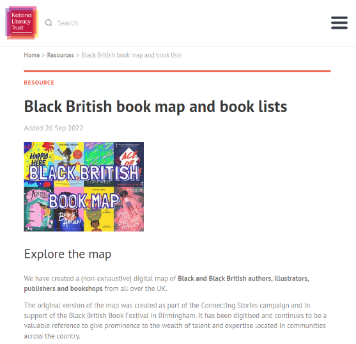 National
Literacy
Trust
Search
Home > Resources > Black British book map and book lists
RESOURCE
Black British book map and book lists
Added 26 Sep 2022
HAPPY
HERE
BLACK BRITISH
BOOK MAP
Explore the map
We have created a (non-exhaustive) digital map of Black and Black British authors, illustrators,
publishers and bookshops from all over the UK.
The original version of the map was created as part of the Connecting Stories campaign and in
support of the Black British Book Festival in Birmingham. It has been digitised and continues to be a
valuable reference to give prominence to the wealth of talent and expertise located in communities
across the country.